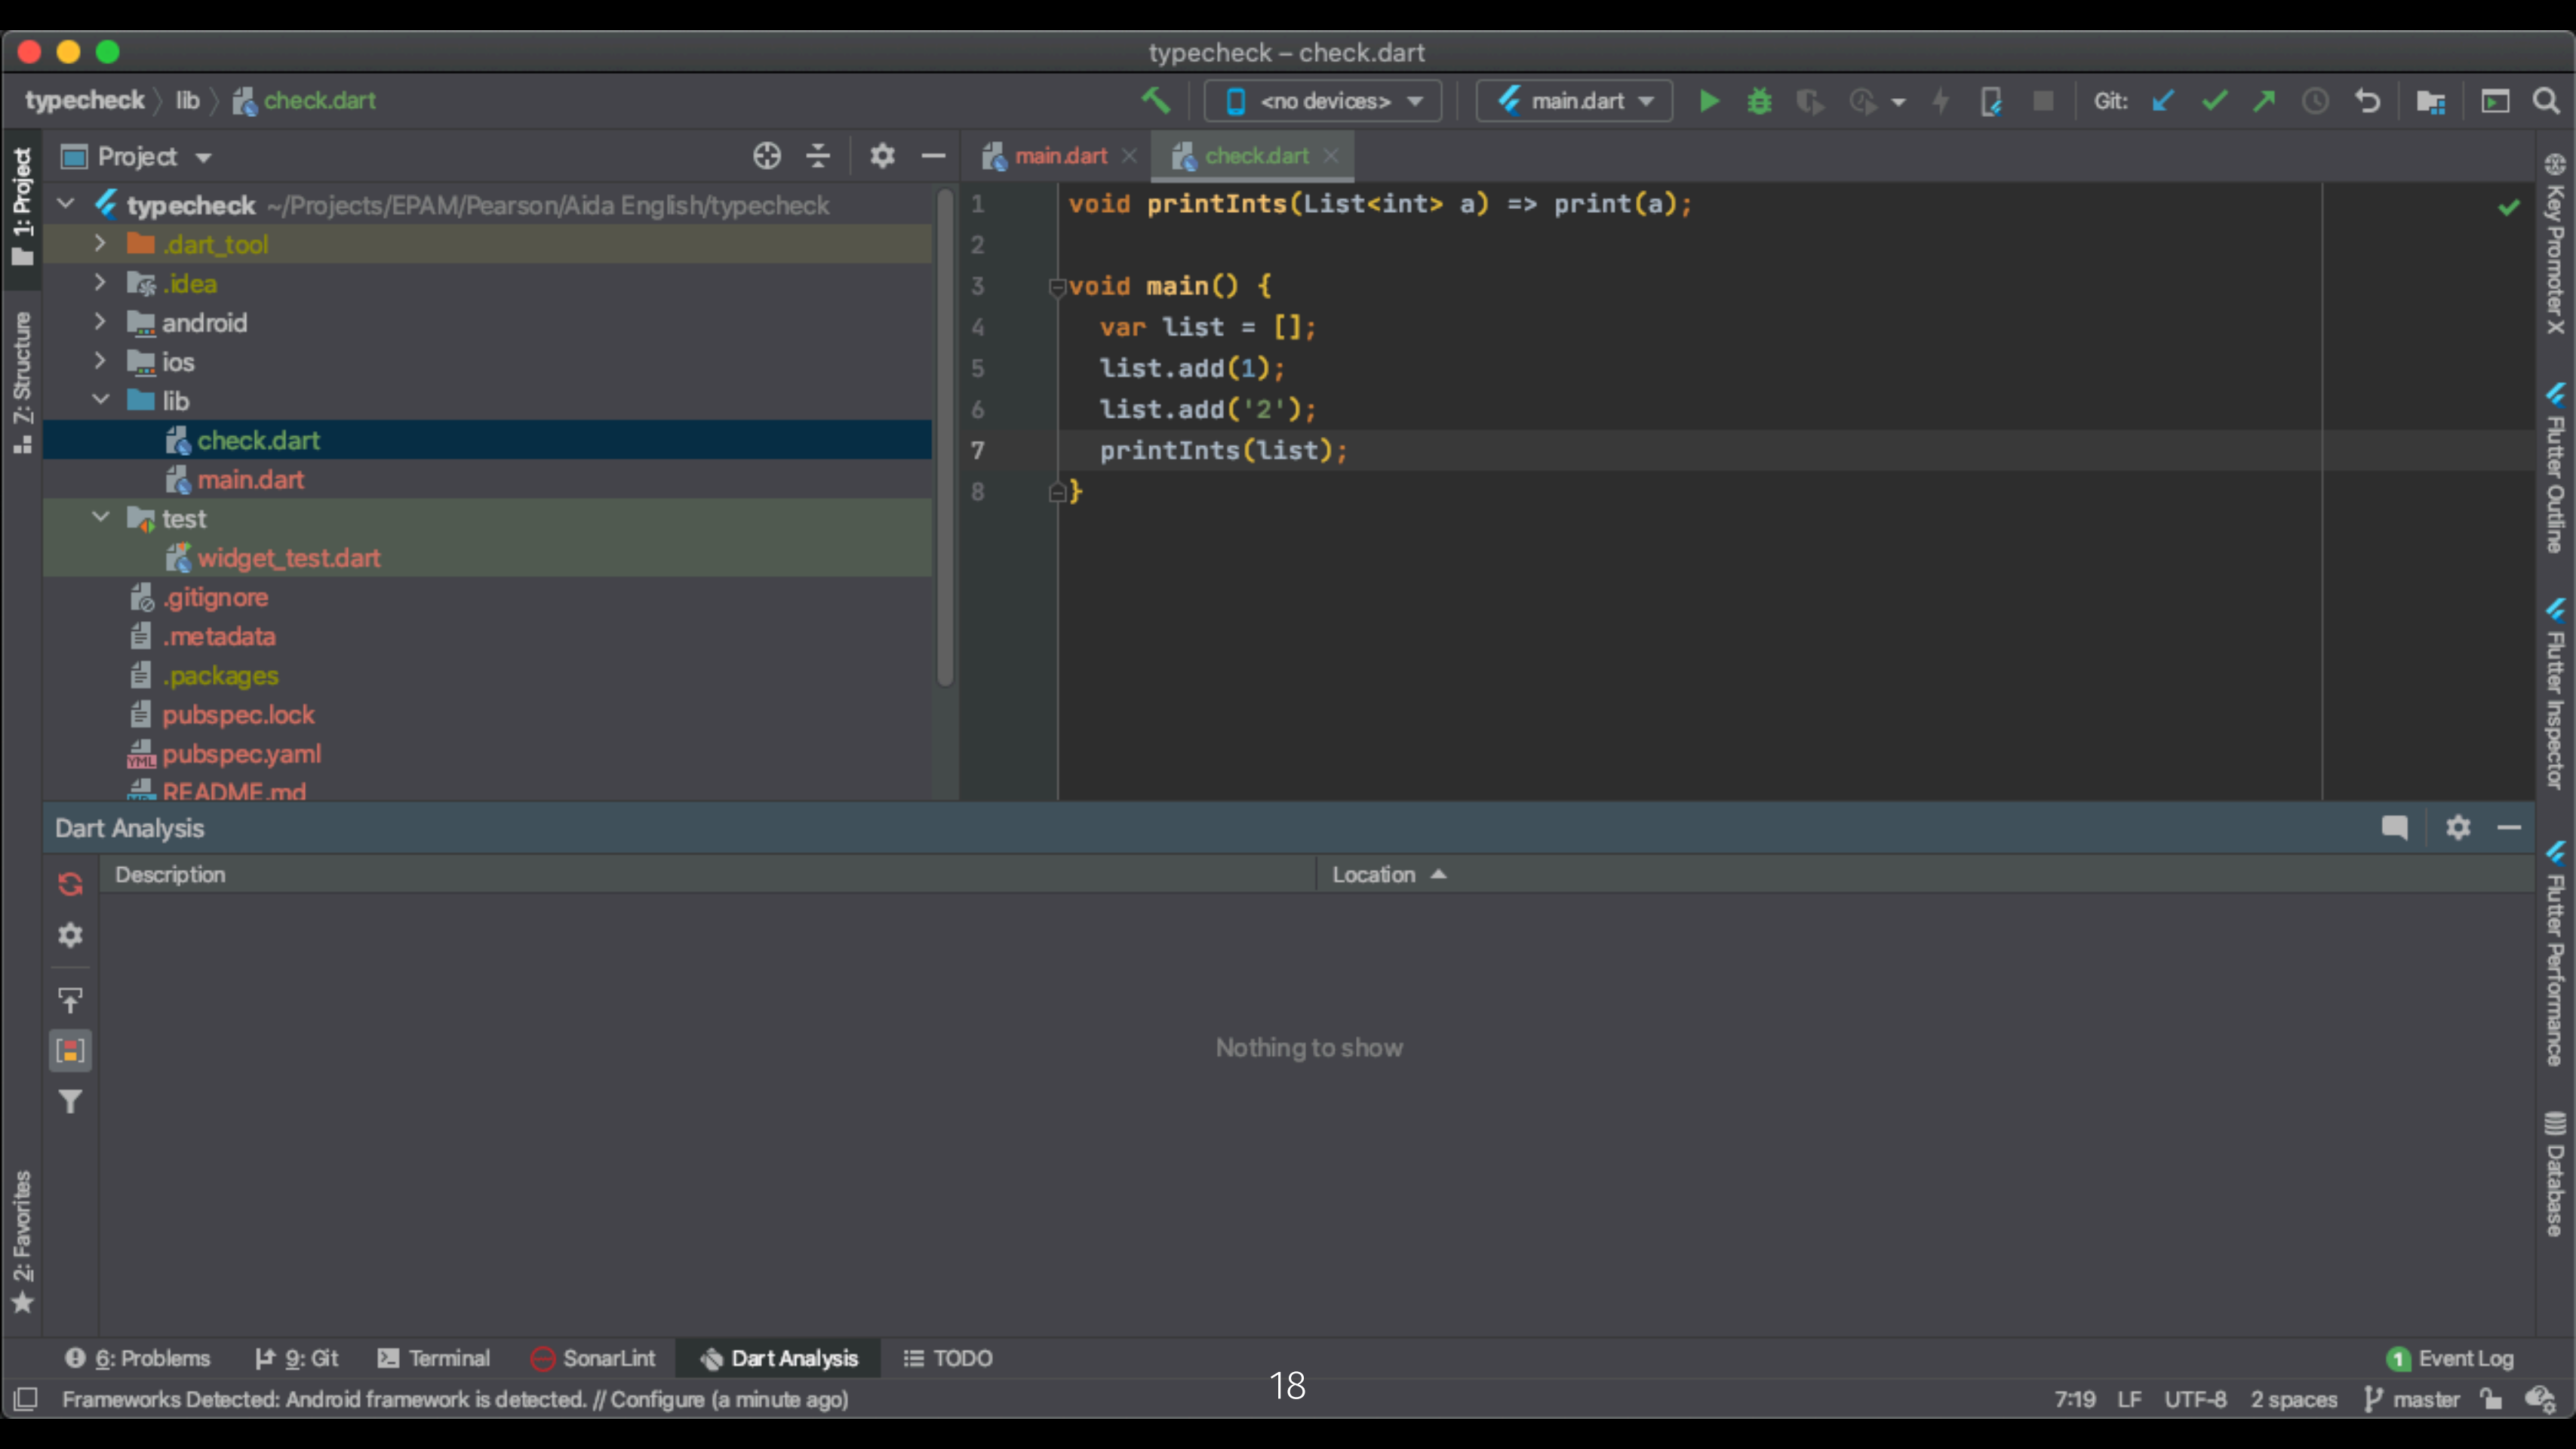 typecheck – check.dart
typecheck lib check.dart
<no devices> main.dart Git:
1: Project
7: Structure
2: Favorites
Project
typecheck ~/Projects/EPAM/Pearson/Aida English/typecheck
.dart_tool
.idea
android
ios
lib
check.dart
main.dart
test
widget_test.dart
.gitignore
.metadata
.packages
pubspec.lock
pubspec.yaml
README.md
main.dart check.dart
1 void printInts(List<int> a) => print(a);
2
3 void main() {
4 var list = [];
5 list.add(1);
6 list.add('2');
7 printInts(list);
8 }
Key Promoter X
Flutter Outline
Flutter Inspector
Flutter Performance
Database
Dart Analysis
Description Location
Nothing to show
6: Problems 9: Git Terminal SonarLint Dart Analysis TODO 1 Event Log
18
Frameworks Detected: Android framework is detected. // Configure (a minute ago) 7:19 LF UTF-8 2 spaces master